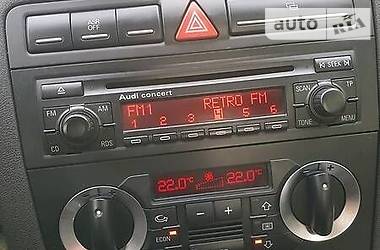 ASR
OFF
auto RIA
Audi concert
SEEK
FM AM
FM1 RETRO FM
1 2 3 5 6
SCAN TP
CD RDS
TONE MENU
22.0°C 22.0°C
ECON